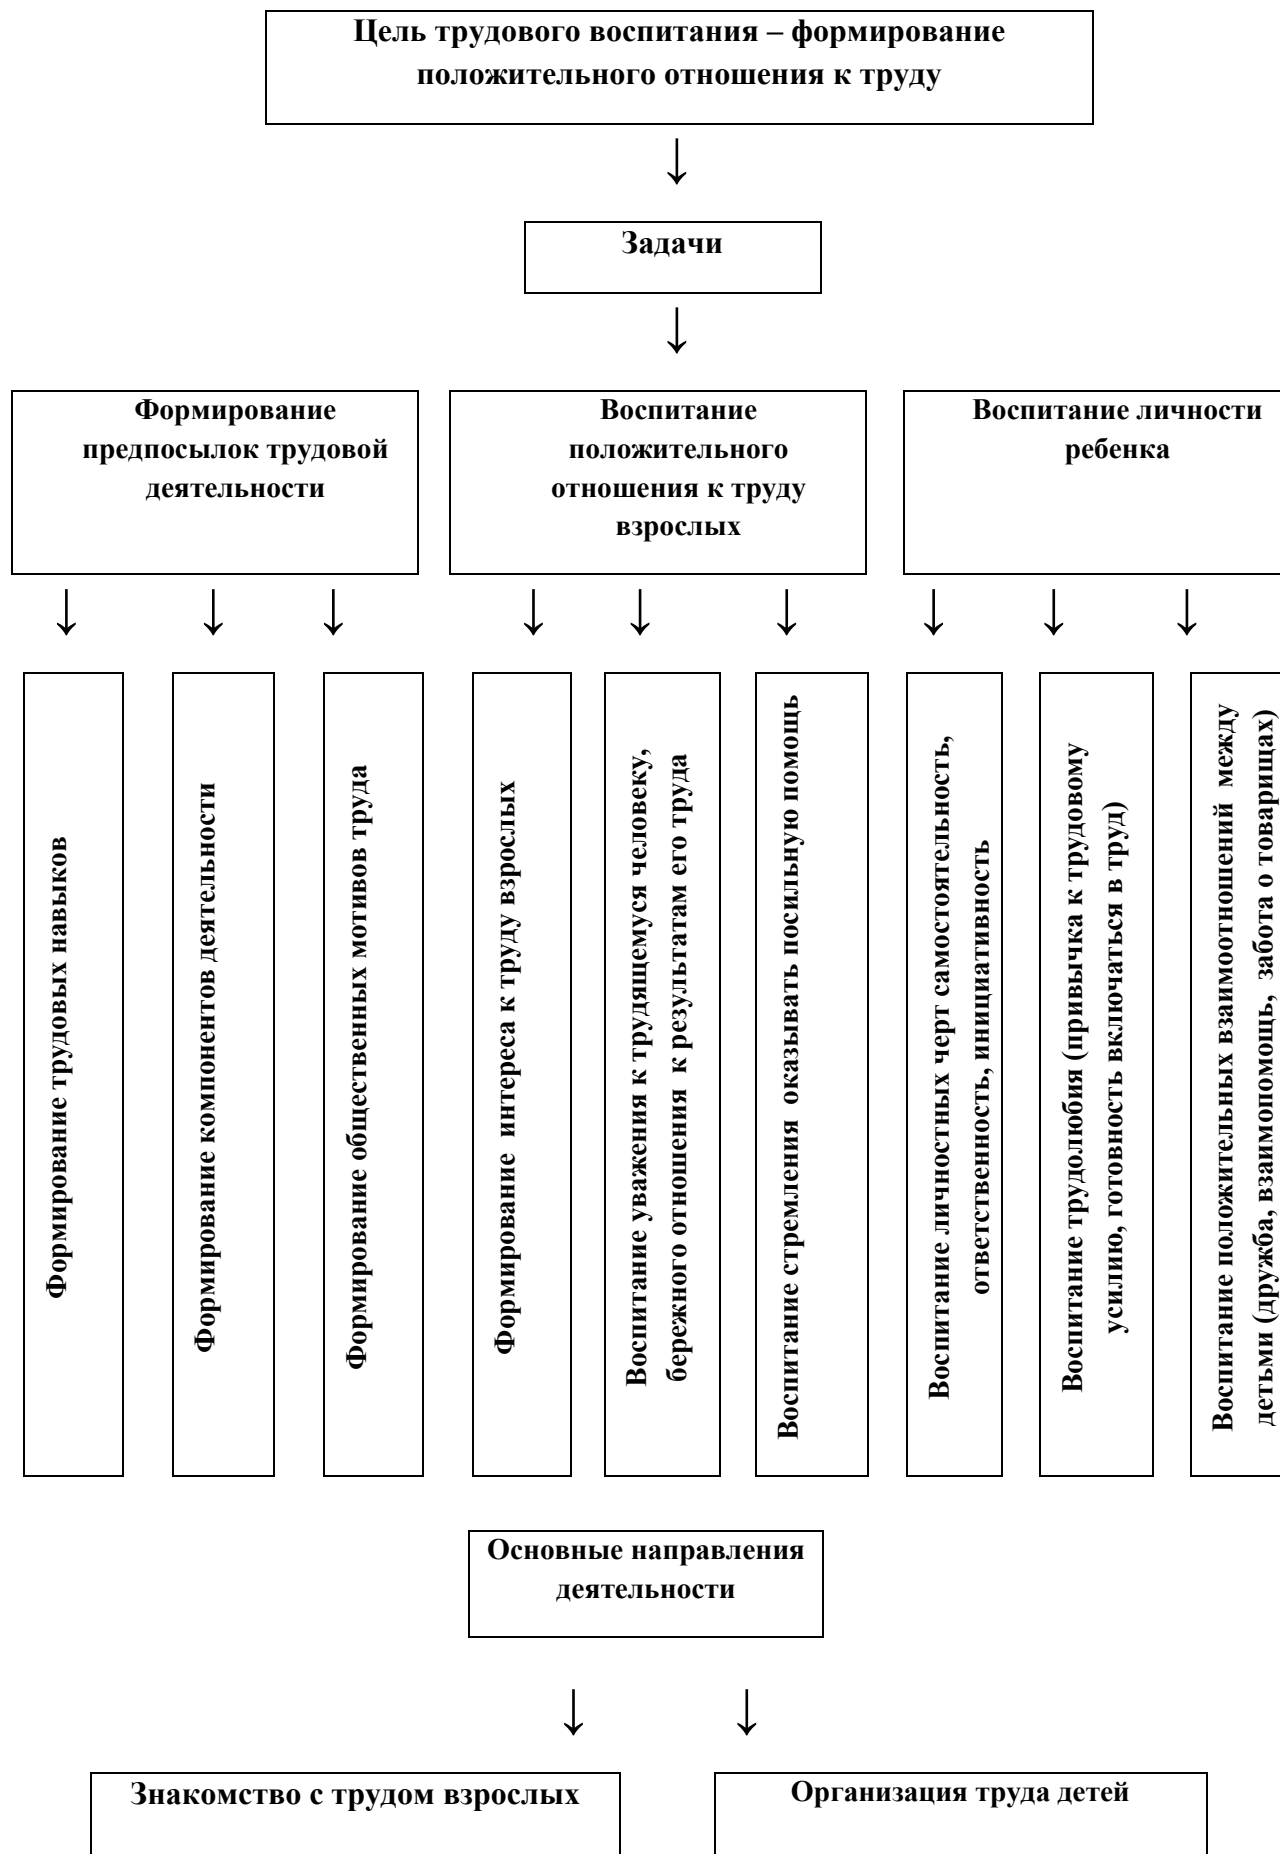 Цель трудового воспитания – формирование
положительного отношения к труду
Задачи
Формирование
предпосылок трудовой
деятельности
Воспитание
положительного
отношения к труду
взрослых
Воспитание личности
ребенка
Формирование трудовых навыков
Формирование компонентов деятельности
Формирование общественных мотивов труда
Формирование интереса к труду взрослых
Воспитание уважения к трудящемуся человеку,
бережного отношения к результатам его труда
Воспитание стремления оказывать посильную помощь
Воспитание личностных черт самостоятельность,
ответственность, инициативность
Воспитание трудолюбия (привычка к трудовому
усилию, готовность включаться в труд)
Воспитание положительных взаимоотношений между
детьми (дружба, взаимопомощь, забота о товарищах)
Основные направления
деятельности
Знакомство с трудом взрослых
Организация труда детей